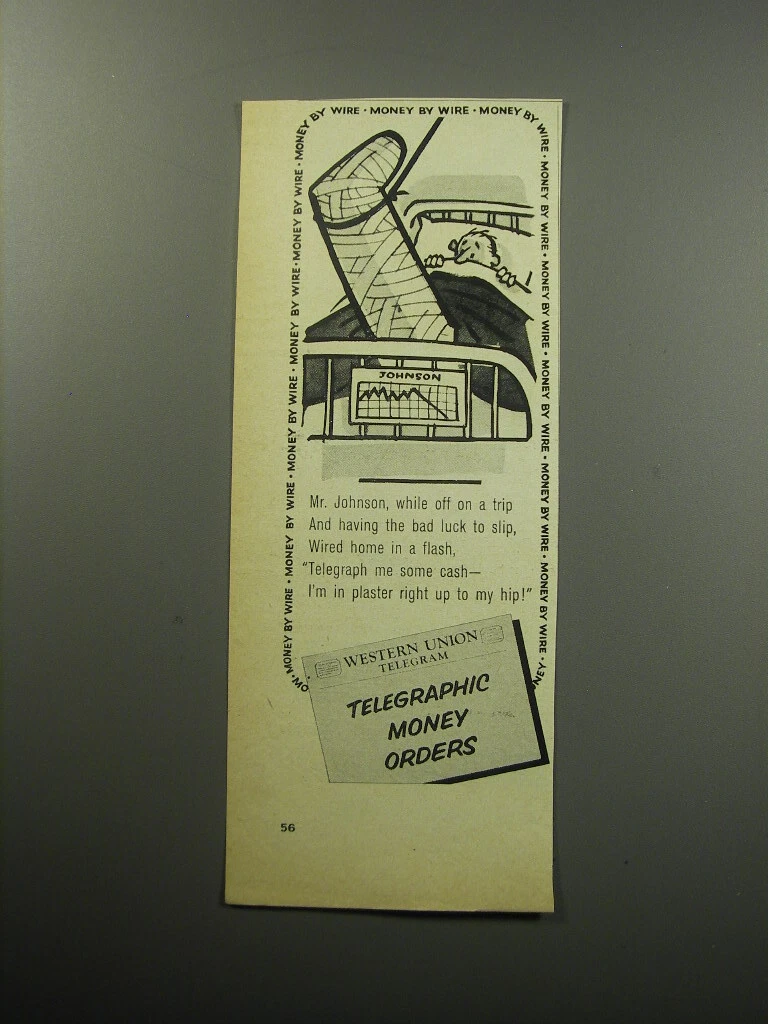 MONEY BY WIRE · MONEY BY WIRE · MONEY BY WIRE · MONEY BY WIRE · MONEY BY WIRE · MONEY BY WIRE · MONEY BY WIRE · MONEY BY WIRE · MONEY BY WIRE · MONEY BY WIRE · MONEY BY WIRE · MONEY BY WIRE · MONEY BY WIRE · MONEY BY WIRE
JOHNSON
Mr. Johnson, while off on a trip
And having the bad luck to slip,
Wired home in a flash,
“Telegraph me some cash—
I'm in plaster right up to my hip!”
WESTERN UNION
TELEGRAM
TELEGRAPHIC
MONEY
ORDERS
56